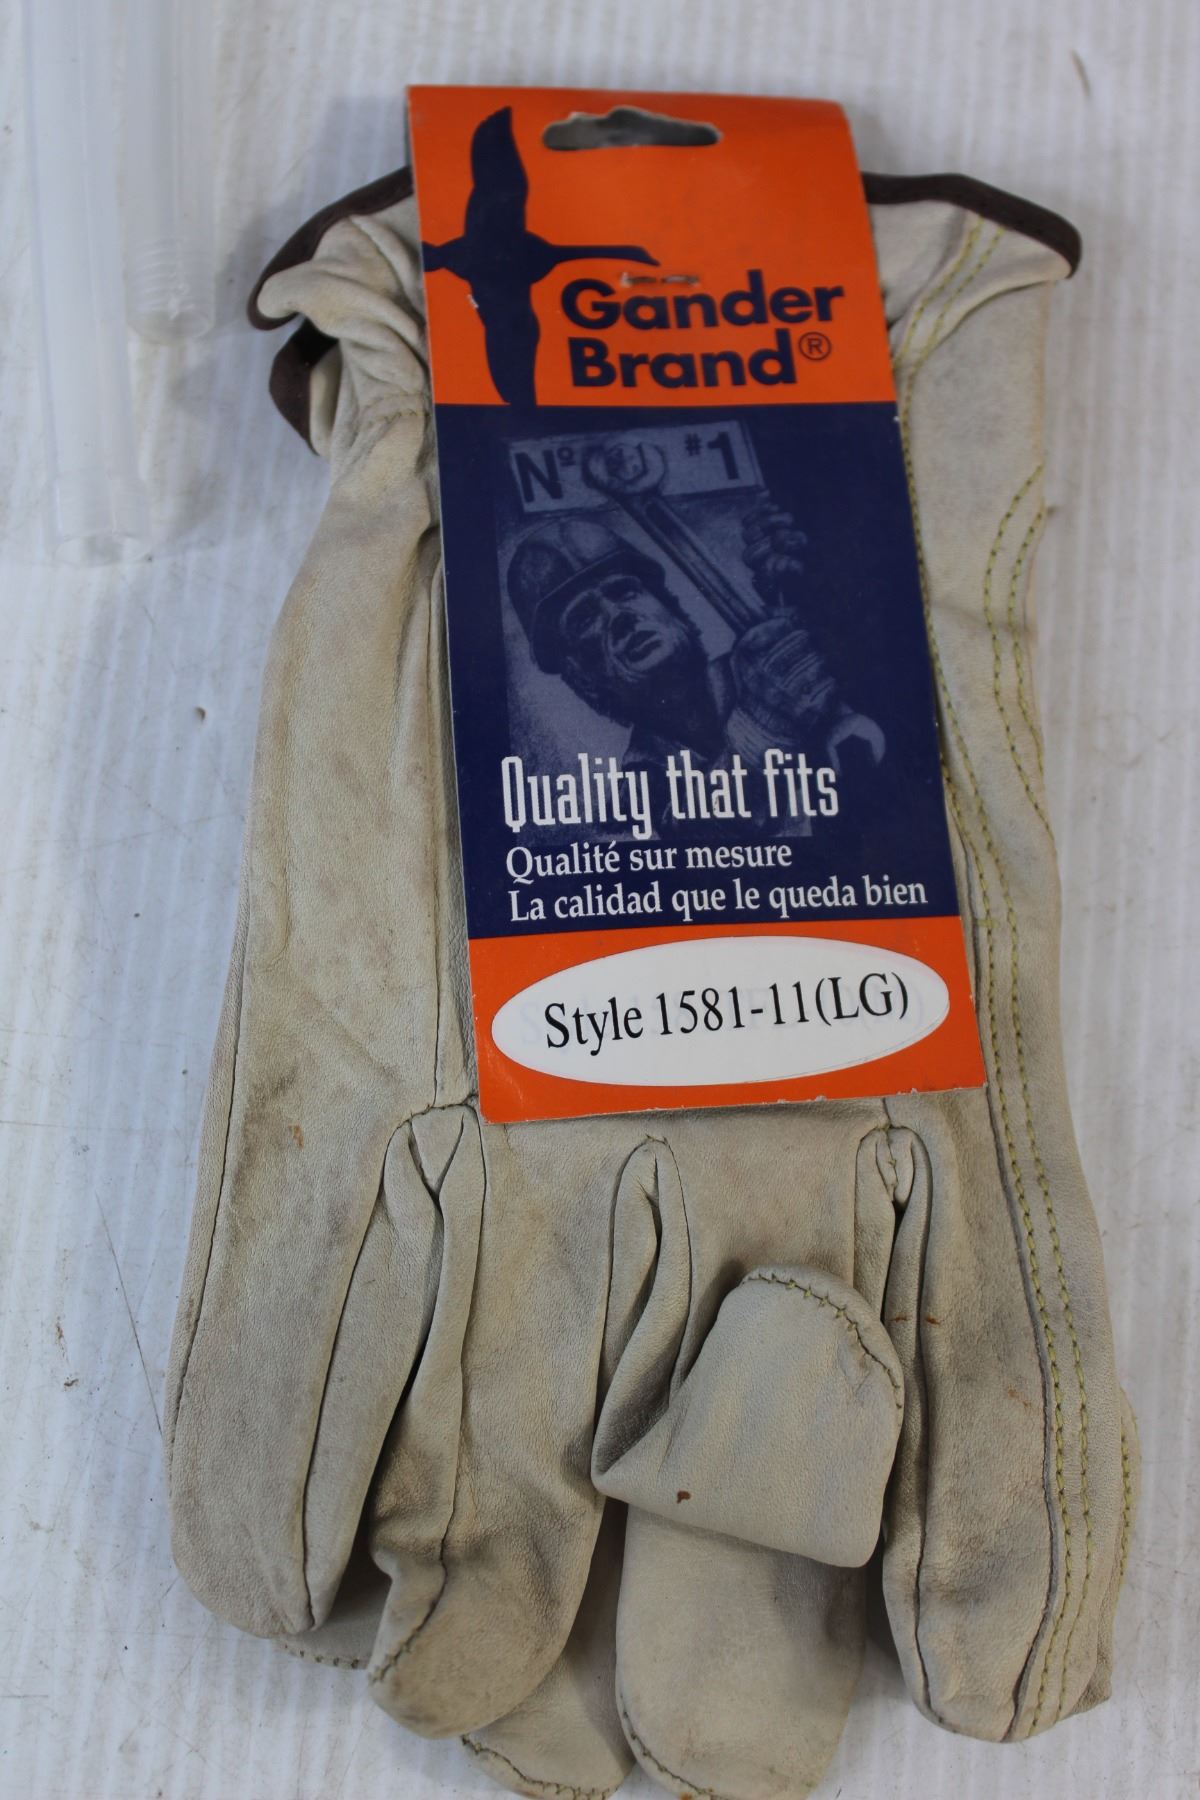 Gander
Brand®
Nº #1
Quality that fits
Qualité sur mesure
La calidad que le queda bien
Style 1581-11(LG)